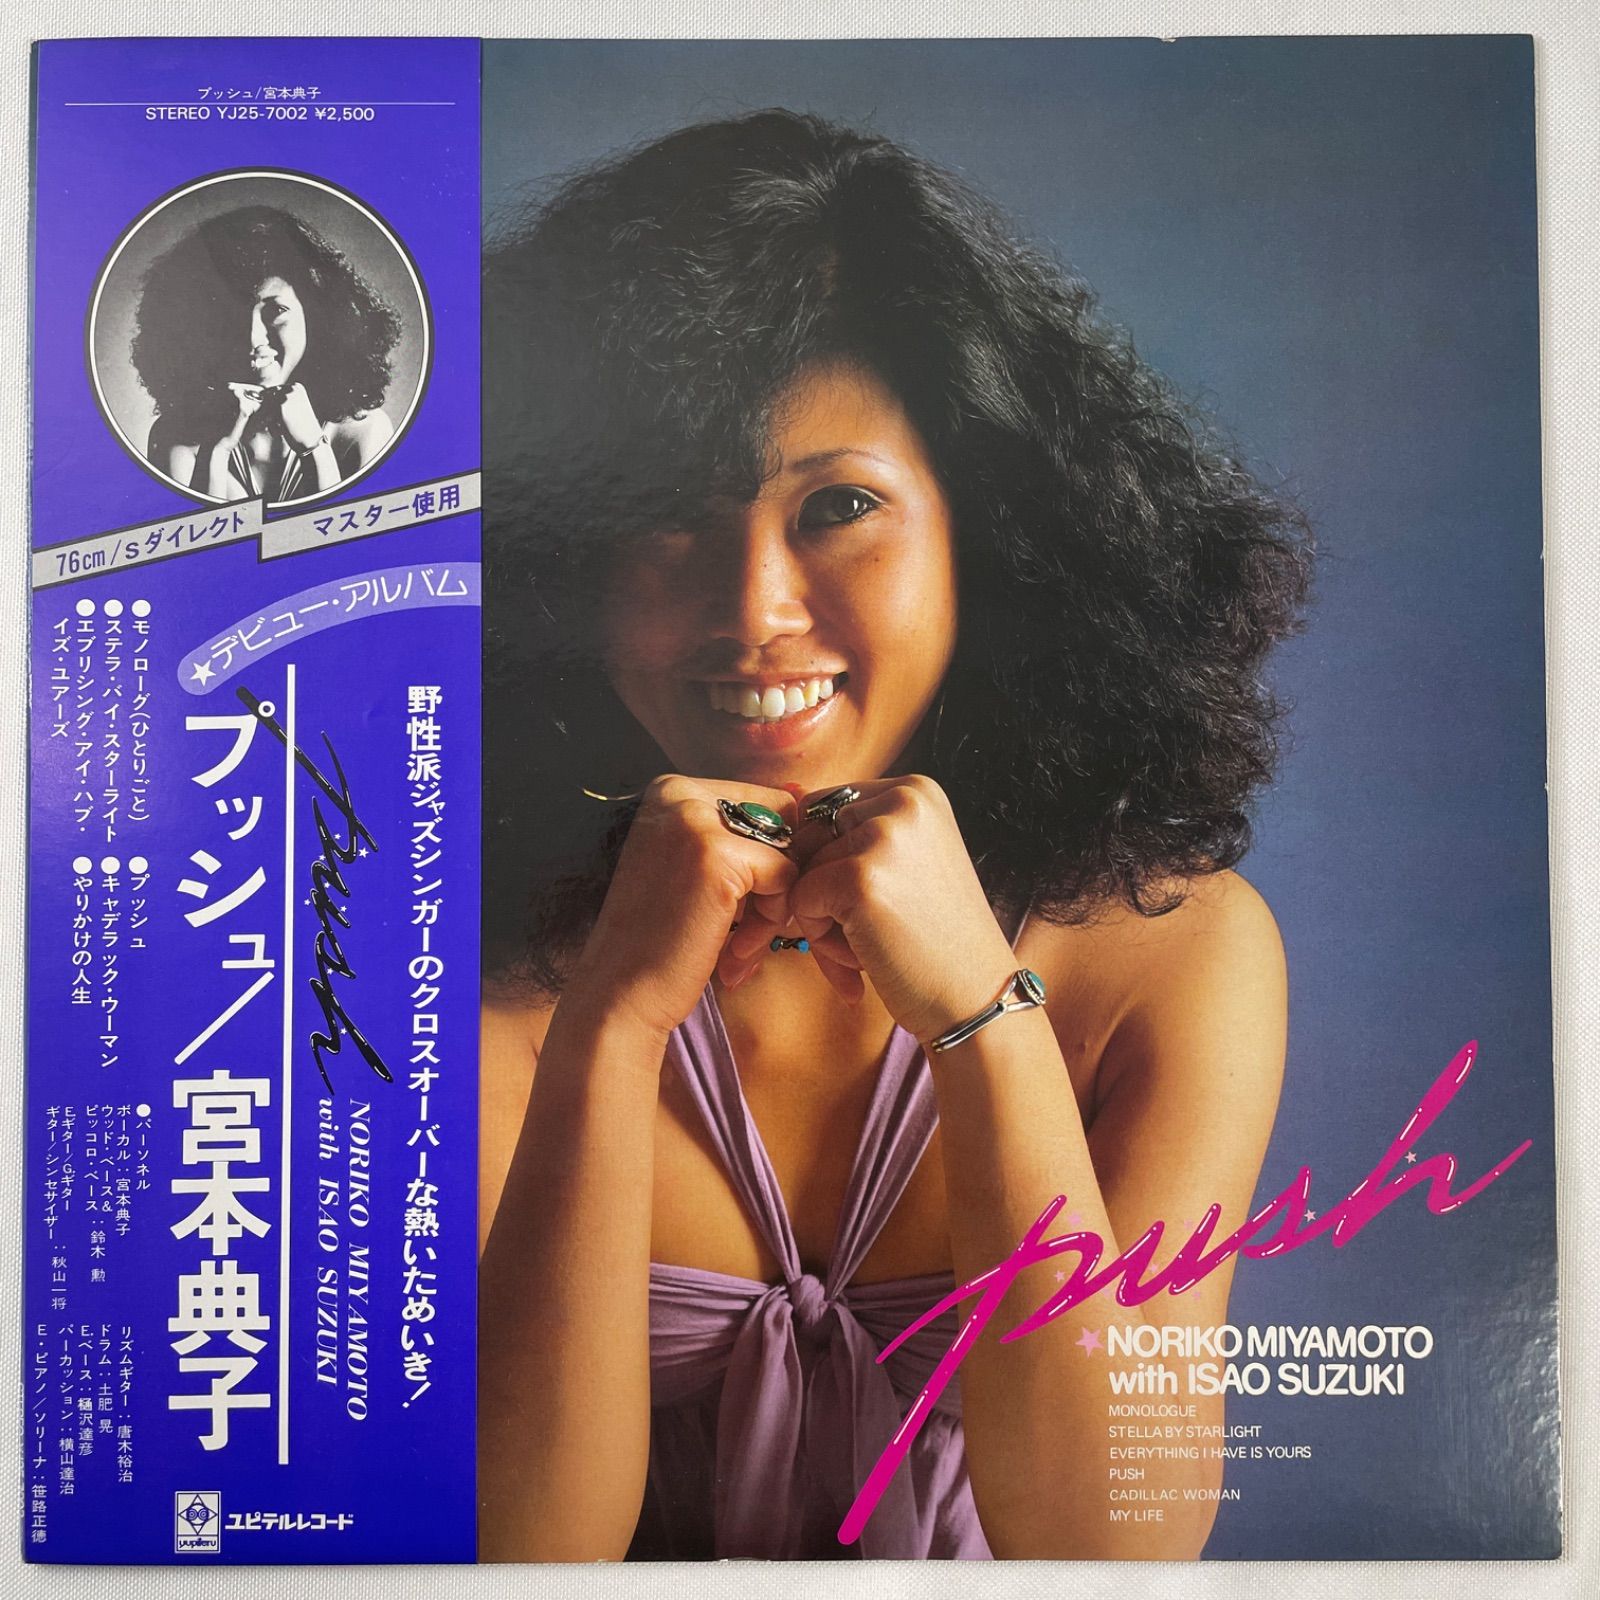 プッシュ/宮本典子
STEREO YJ25-7002 ¥2,500
76cm/sダイレクト
マスター使用
★デビュー・アルバム
野性派ジャズシンガーのクロスオーバーな熱いためいき!
push
NORIKO MIYAMOTO
with ISAO SUZUKI
プッシュ/宮本典子
●モノローグ(ひとりごと)
●ステラ・バイ・スターライト
●エブリシング・アイ・ハブ・
イズ・ユアーズ
●プッシュ
●キャデラック・ウーマン
●やりかけの人生
●パーソネル
ボーカル:宮本典子
ウッド・ベース&
ピッコロ・ベース:鈴木 勲
E.ギター/G.ギター
ギター/シンセサイザー:秋山一将
リズムギター:唐木裕治
ドラム:土肥 晃
E.ベース:樋沢達彦
パーカッション:横山達治
E・ピアノ/ソリーナ:笹路正徳
yupiteru
ユピテルレコード
push
★NORIKO MIYAMOTO
with ISAO SUZUKI
MONOLOGUE
STELLA BY STARLIGHT
EVERYTHING I HAVE IS YOURS
PUSH
CADILLAC WOMAN
MY LIFE